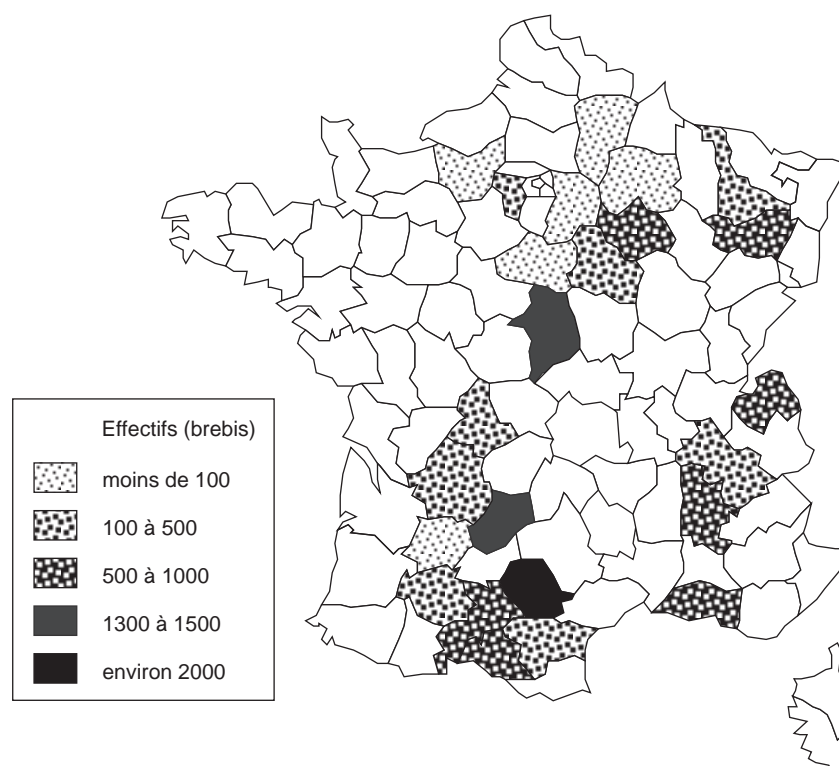 Effectifs (brebis)
moins de 100
100 à 500
500 à 1000
1300 à 1500
environ 2000